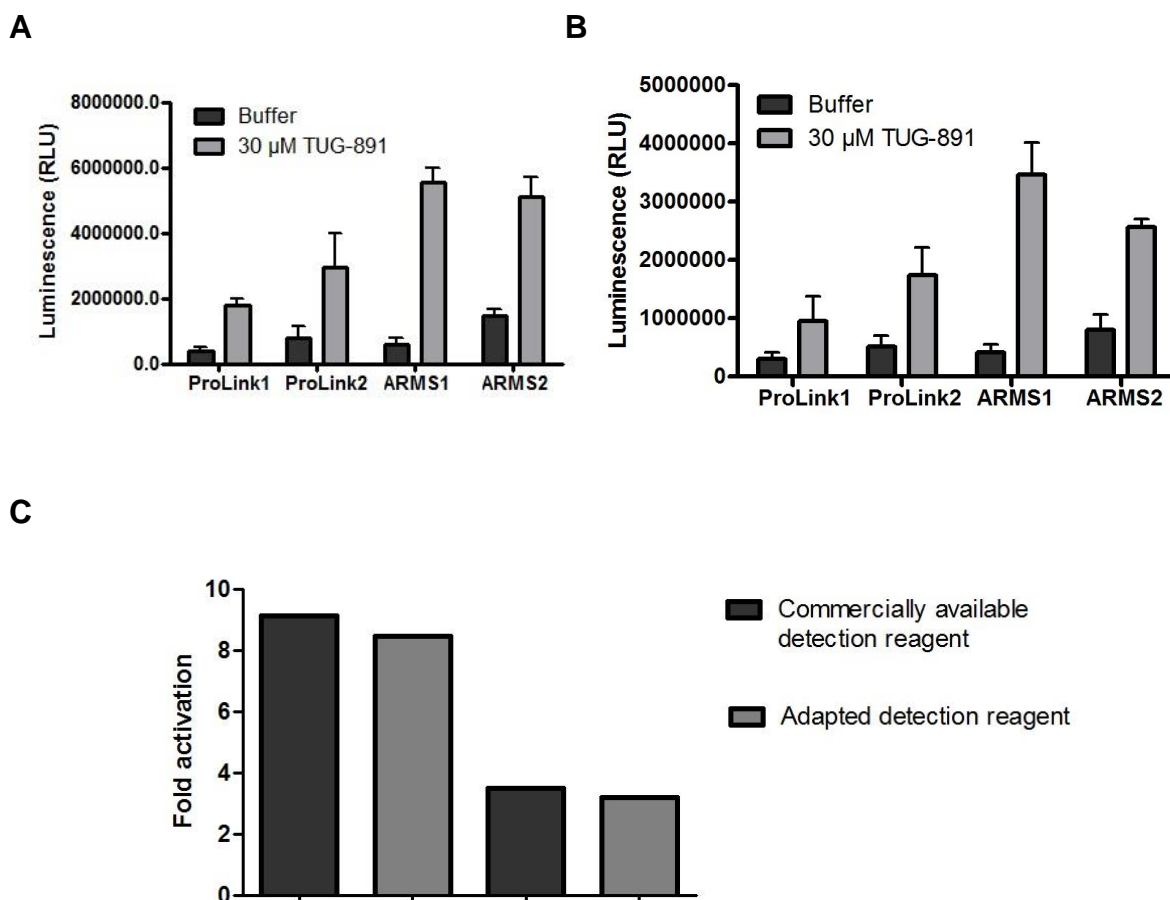 A
B
8000000.0
6000000.0
4000000.0
2000000.0
0.0
Luminescence (RLU)
Buffer
30 µM TUG-891
ProLink1 ProLink2 ARMS1 ARMS2
5000000
4000000
3000000
2000000
1000000
0
Luminescence (RLU)
Buffer
30 µM TUG-891
ProLink1 ProLink2 ARMS1 ARMS2
C
10
8
6
4
2
0
Fold activation
Commercially available
detection reagent
Adapted detection reagent